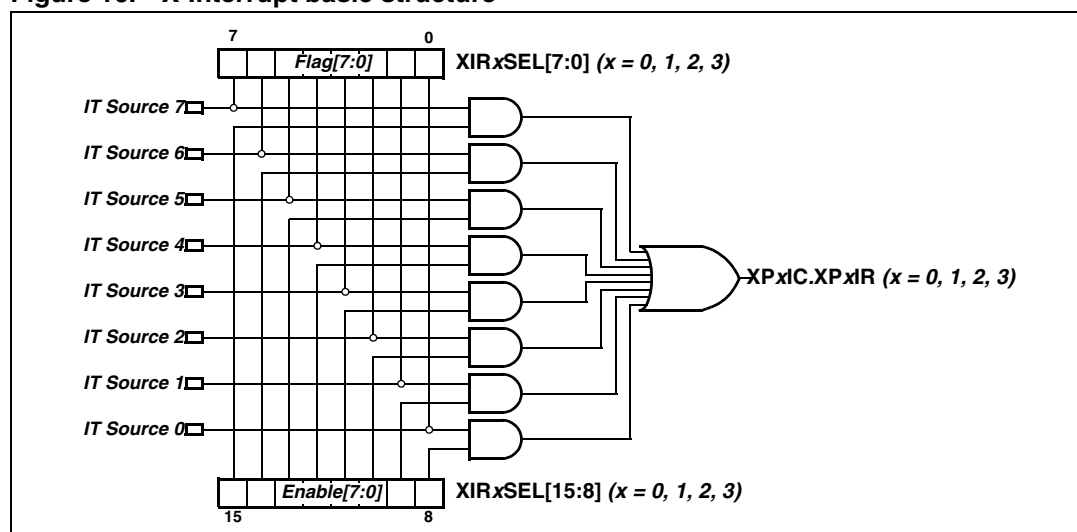 7 0
Flag[7:0] XIRxSEL[7:0] (x = 0, 1, 2, 3)
IT Source 7
IT Source 6
IT Source 5
IT Source 4
IT Source 3
IT Source 2
IT Source 1
IT Source 0
XPxIC.XPxIR (x = 0, 1, 2, 3)
Enable[7:0] XIRxSEL[15:8] (x = 0, 1, 2, 3)
15 8